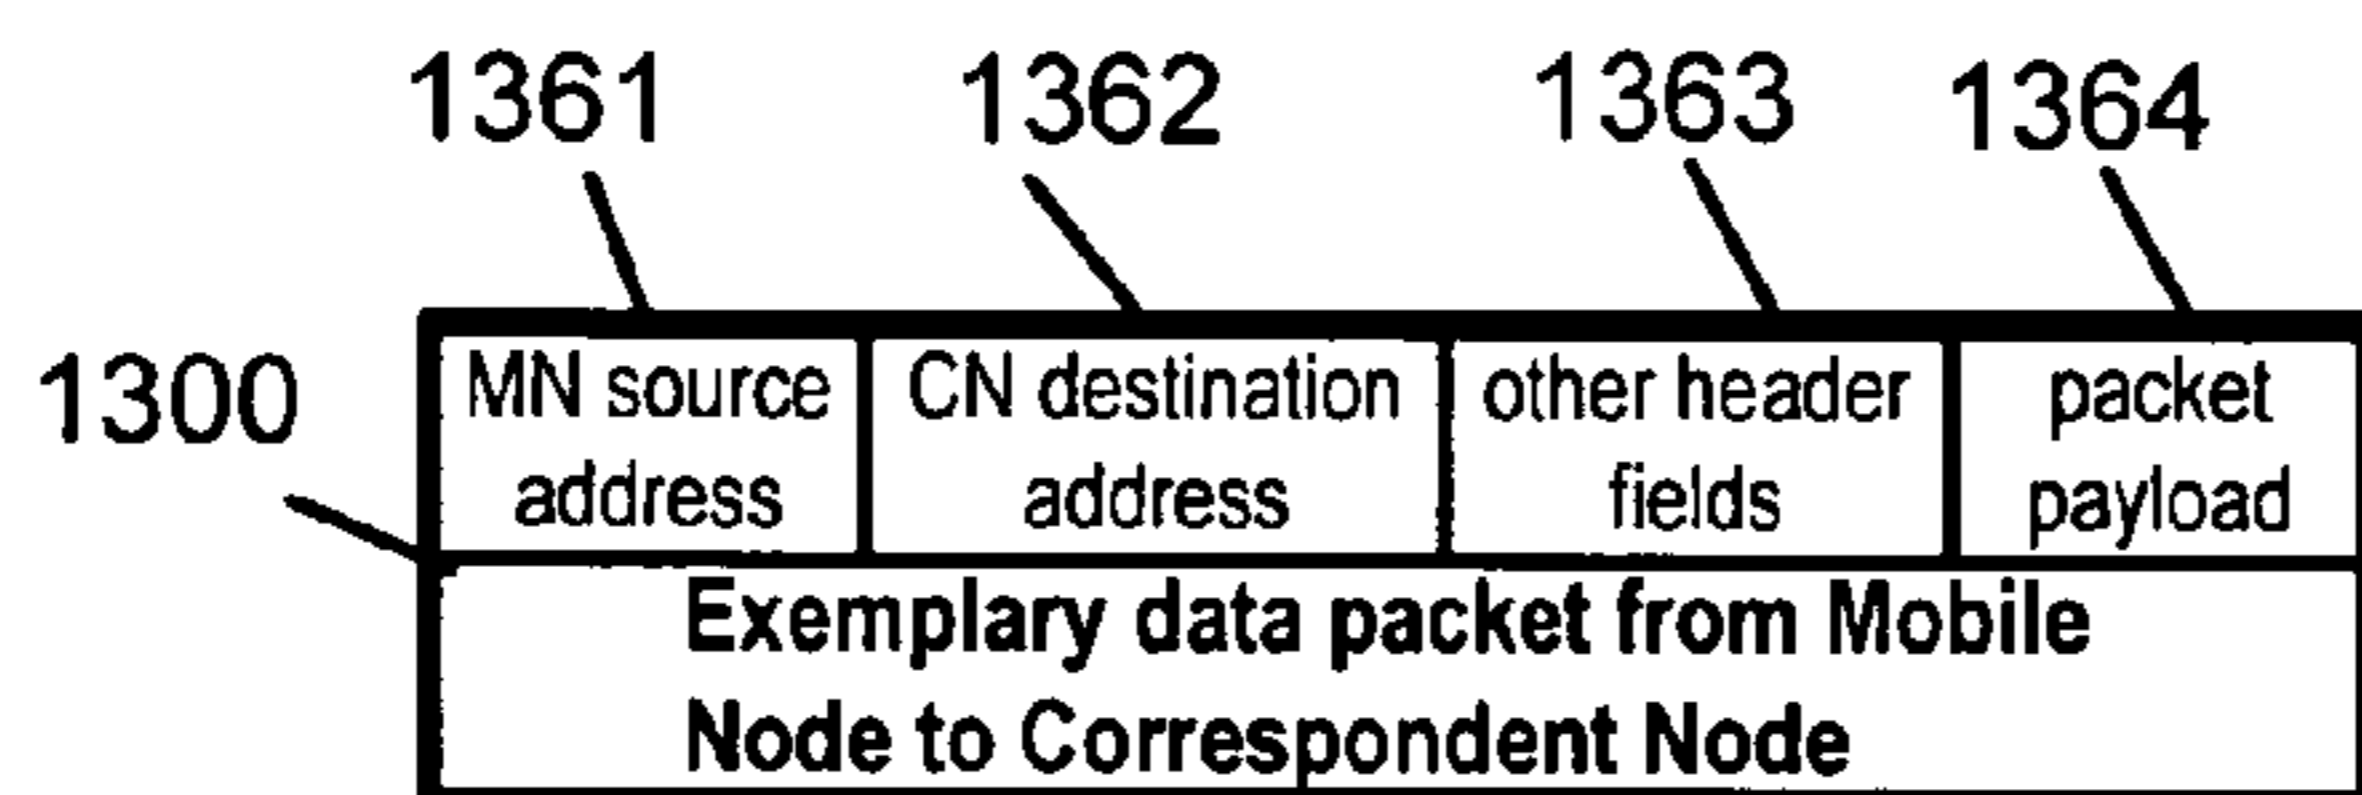 1361 1362 1363 1364
1300
MN source address CN destination address other header fields packet payload
Exemplary data packet from Mobile
Node to Correspondent Node